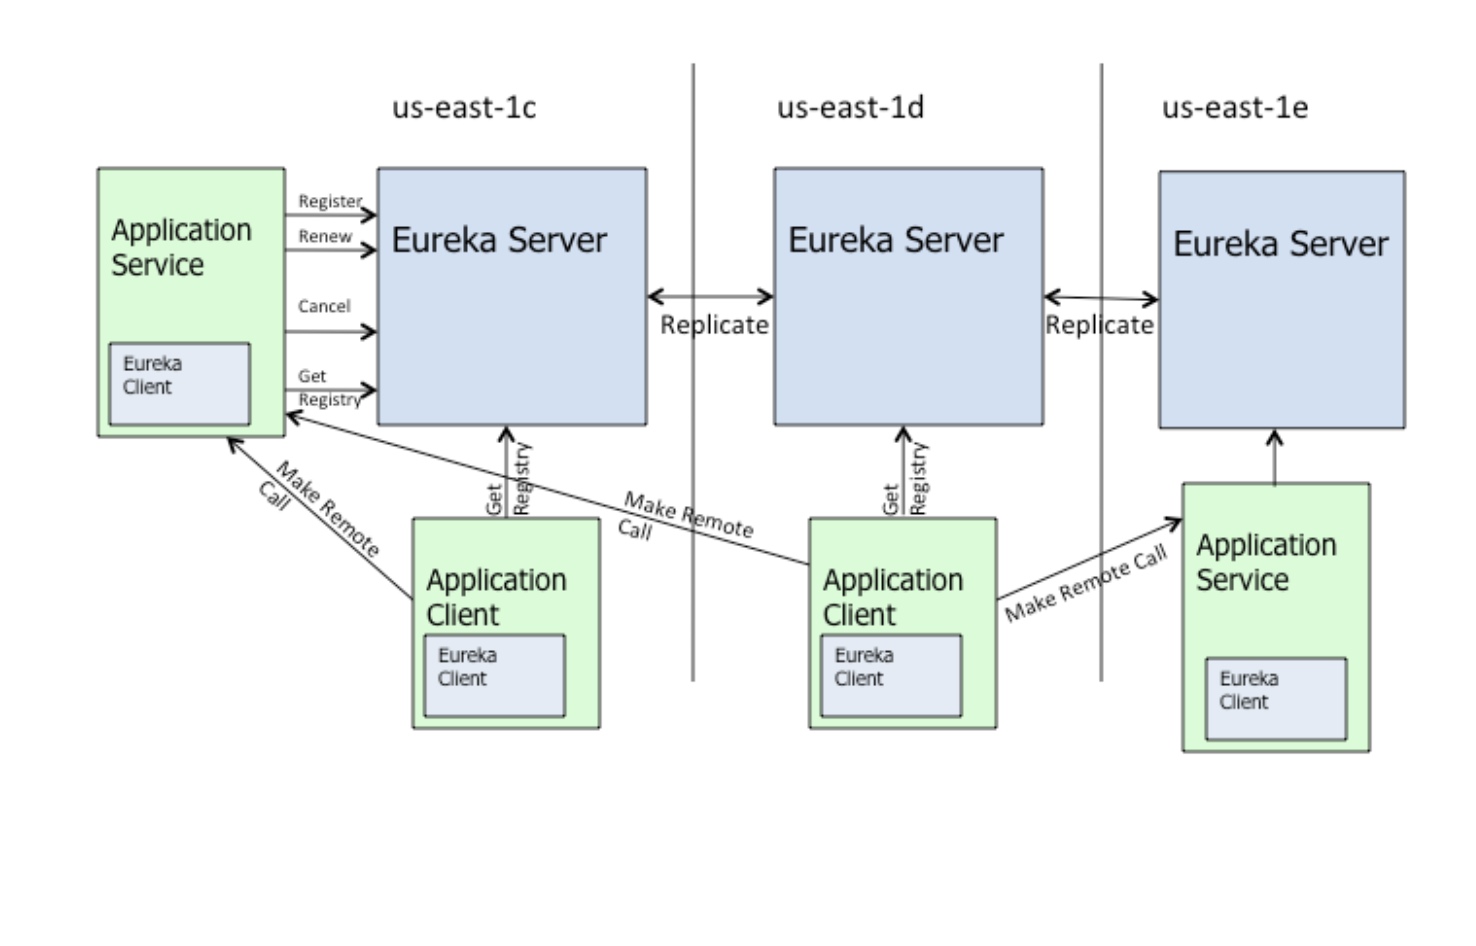 us-east-1c
us-east-1d
us-east-1e
Application
Service
Eureka
Client
Register
Renew
Cancel
Get
Registry
Eureka Server
Replicate
Eureka Server
Replicate
Eureka Server
Make Remote
Call
Get
Registry
Make Remote
Call
Get
Registry
Make Remote Call
Application
Client
Eureka
Client
Application
Client
Eureka
Client
Application
Service
Eureka
Client